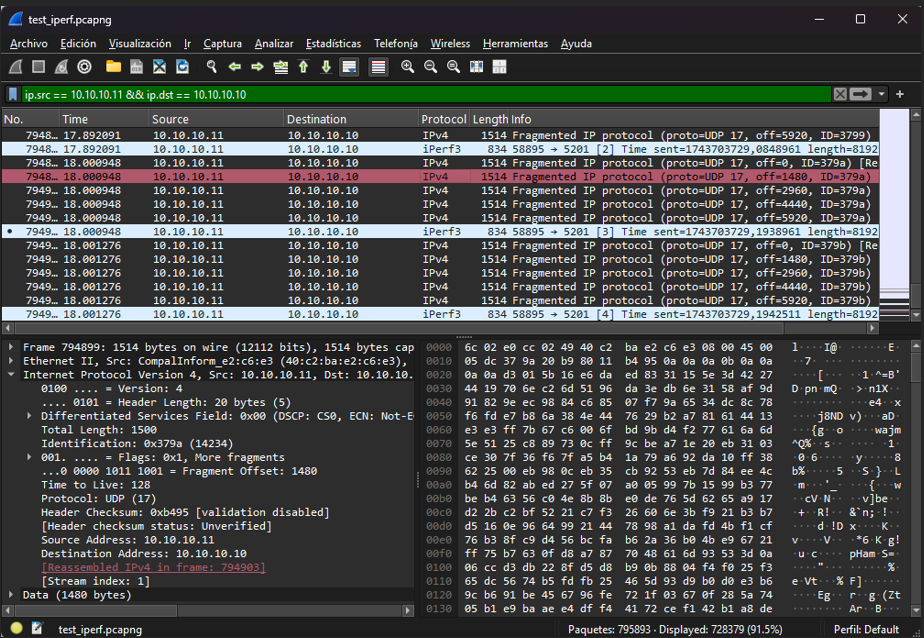 test_iperf.pcapng
Archivo Edición Visualización Ir Captura Analizar Estadísticas Telefonía Wireless Herramientas Ayuda
ip.src == 10.10.10.11 && ip.dst == 10.10.10.10
No. Time Source Destination Protocol Length Info
7948… 17.892091 10.10.10.11 10.10.10.10 IPv4 1514 Fragmented IP protocol (proto=UDP 17, off=5920, ID=3799)
7948… 17.892091 10.10.10.11 10.10.10.10 iPerf3 834 58895 → 5201 [2] Time sent=1743703729,0848961 length=8192
7948… 18.000948 10.10.10.11 10.10.10.10 IPv4 1514 Fragmented IP protocol (proto=UDP 17, off=0, ID=379a) [Re
7948… 18.000948 10.10.10.11 10.10.10.10 IPv4 1514 Fragmented IP protocol (proto=UDP 17, off=1480, ID=379a)
7949… 18.000948 10.10.10.11 10.10.10.10 IPv4 1514 Fragmented IP protocol (proto=UDP 17, off=2960, ID=379a)
7949… 18.000948 10.10.10.11 10.10.10.10 IPv4 1514 Fragmented IP protocol (proto=UDP 17, off=4440, ID=379a)
7949… 18.000948 10.10.10.11 10.10.10.10 IPv4 1514 Fragmented IP protocol (proto=UDP 17, off=5920, ID=379a)
7949… 18.000948 10.10.10.11 10.10.10.10 iPerf3 834 58895 → 5201 [3] Time sent=1743703729,1938961 length=8192
7949… 18.001276 10.10.10.11 10.10.10.10 IPv4 1514 Fragmented IP protocol (proto=UDP 17, off=0, ID=379b) [Re
7949… 18.001276 10.10.10.11 10.10.10.10 IPv4 1514 Fragmented IP protocol (proto=UDP 17, off=1480, ID=379b)
7949… 18.001276 10.10.10.11 10.10.10.10 IPv4 1514 Fragmented IP protocol (proto=UDP 17, off=2960, ID=379b)
7949… 18.001276 10.10.10.11 10.10.10.10 IPv4 1514 Fragmented IP protocol (proto=UDP 17, off=4440, ID=379b)
7949… 18.001276 10.10.10.11 10.10.10.10 IPv4 1514 Fragmented IP protocol (proto=UDP 17, off=5920, ID=379b)
7949… 18.001276 10.10.10.11 10.10.10.10 iPerf3 834 58895 → 5201 [4] Time sent=1743703729,1942511 length=8192
Frame 794899: 1514 bytes on wire (12112 bits), 1514 bytes cap
Ethernet II, Src: CompalInform_e2:c6:e3 (40:c2:ba:e2:c6:e3),
Internet Protocol Version 4, Src: 10.10.10.11, Dst: 10.10.10.
0100 .... = Version: 4
.... 0101 = Header Length: 20 bytes (5)
Differentiated Services Field: 0x00 (DSCP: CS0, ECN: Not-E
Total Length: 1500
Identification: 0x379a (14234)
001. .... = Flags: 0x1, More fragments
...0 0000 1011 1001 = Fragment Offset: 1480
Time to Live: 128
Protocol: UDP (17)
Header Checksum: 0xb495 [validation disabled]
[Header checksum status: Unverified]
Source Address: 10.10.10.11
Destination Address: 10.10.10.10
[Reassembled IPv4 in frame: 794903]
[Stream index: 1]
Data (1480 bytes)
0000 6c 02 e0 cc 02 49 40 c2 ba e2 c6 e3 08 00 45 00
0010 05 dc 37 9a 20 b9 80 11 b4 95 0a 0a 0a 0b 0a 0a
0020 0a 0a d3 01 5b 16 e6 da ed 83 31 15 5e 3d 42 27
0030 44 19 70 6e c2 6d 51 96 da 3e db 6e 31 58 af 9d
0040 91 82 9e ec 98 84 c6 85 07 f9 9a 65 34 dc 8c 78
0050 f6 fd e7 b8 6a 38 4e 44 76 29 b2 a7 81 61 44 13
0060 e3 e3 ff 7b 67 c6 00 6f bd 9b d4 f2 77 61 6a 6d
0070 5e 51 25 c8 89 73 0c ff 9c be a7 1e 20 eb 31 03
0080 ce 30 7f 36 f6 7f a5 b4 1a 79 a6 92 da 10 ff 38
0090 62 25 00 eb 98 0c eb 35 cb 92 53 eb 7d 84 ee 4c
00a0 b4 6d 82 ab ed 27 5f 07 a0 05 99 7b 15 99 b3 77
00b0 be b4 63 56 c0 4e 8b 8b e0 de 76 5d 62 65 a9 17
00c0 d2 2b c2 bf 52 21 c7 f3 26 60 6e 3b f9 21 b3 b7
00d0 d5 16 0e 96 64 99 21 44 78 98 a1 da fd 4b f1 cf
00e0 76 b3 8f c9 d4 56 bc fa b6 2a 36 b0 4b e9 67 21
00f0 ff 75 b7 63 0f d8 a7 87 70 48 61 6d 93 53 3d 0a
0100 06 cc d3 db 22 8f d5 d8 b9 0b 88 04 f4 f0 25 f3
0110 65 dc 56 74 b5 fd fb 25 46 5d 93 d9 b0 d0 e3 b6
0120 9c b6 91 be 45 67 96 fe 72 1f 03 67 0f 28 5a 74
0130 05 b1 e9 ba ae e4 df f4 41 72 ce f1 42 b1 a8 de
test_iperf.pcapng Paquetes: 795893 · Displayed: 728379 (91.5%) Perfil: Default